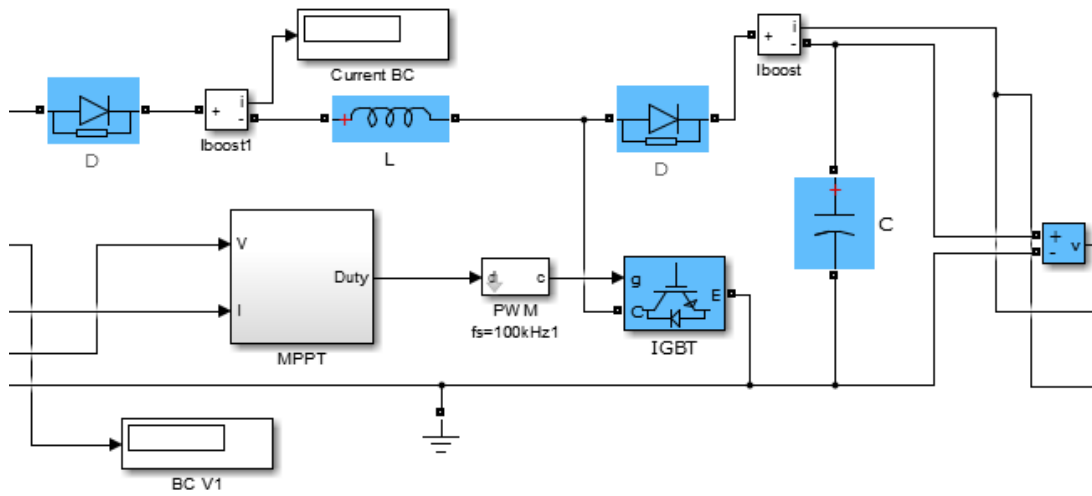 + i -
Iboost
Current BC
D
+ i -
Iboost1
+
L
D
+
C
+ - v
V
I
Duty
MPPT
d c
PWM
fs=100kHz1
g
C
E
IGBT
BC V1